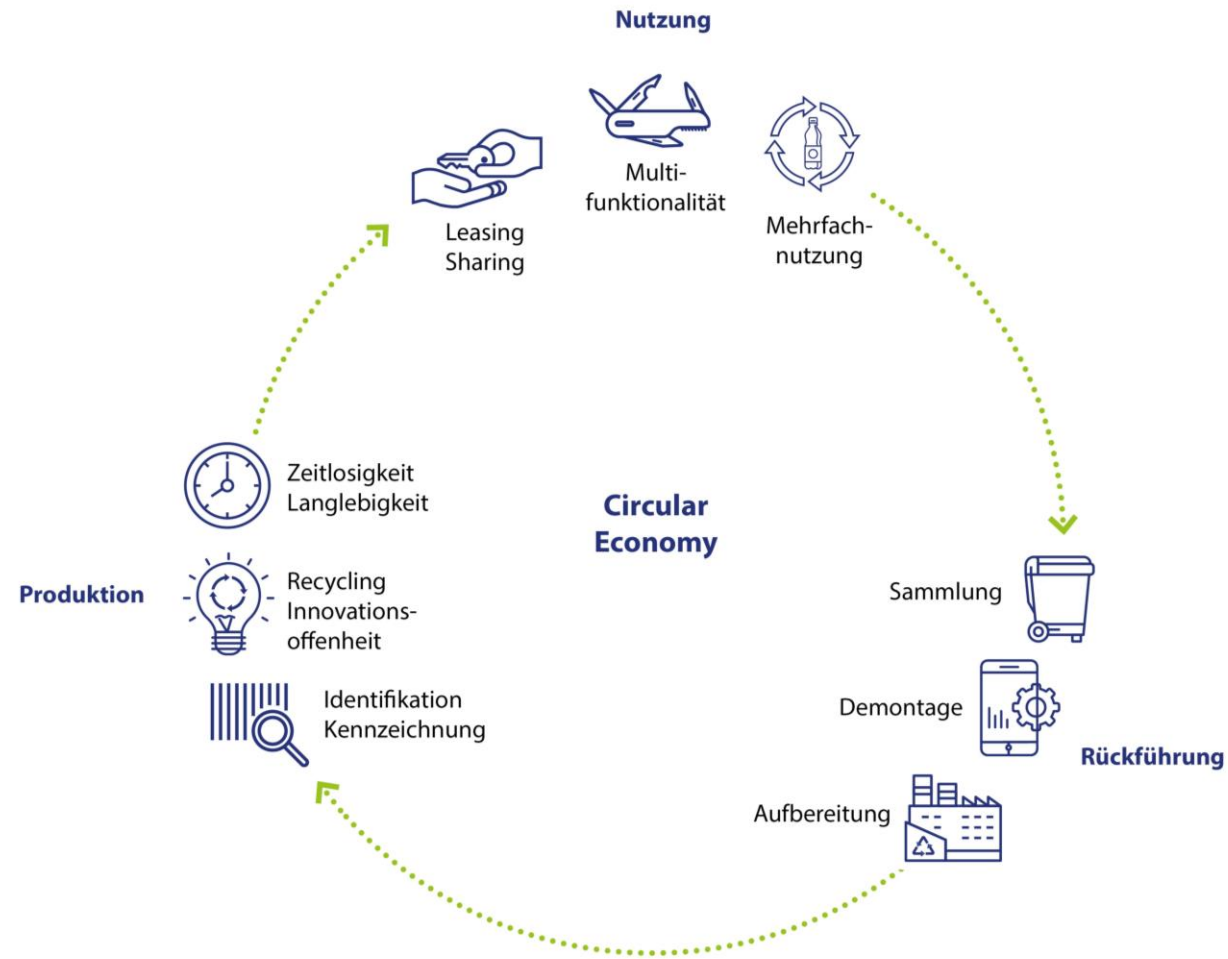 Nutzung
Leasing
Sharing
Multi-
funktionalität
Mehrfach-
nutzung
Circular
Economy
Sammlung
Demontage
Rückführung
Aufbereitung
Produktion
Zeitlosigkeit
Langlebigkeit
Recycling
Innovations-
offenheit
Identifikation
Kennzeichnung